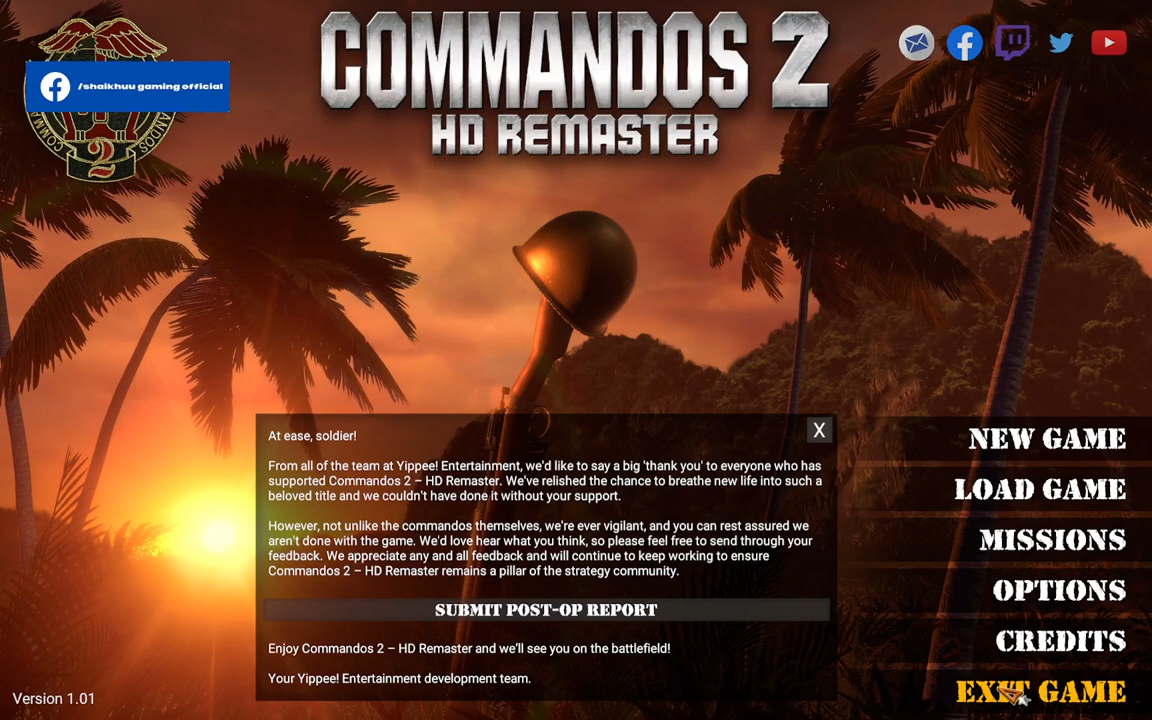 COMMANDOS 2
HD REMASTER
/shaikhuu gaming official
2
At ease, soldier!
X
From all of the team at Yippee! Entertainment, we'd like to say a big 'thank you' to everyone who has
supported Commandos 2 – HD Remaster. We've relished the chance to breathe new life into such a
beloved title and we couldn't have done it without your support.
However, not unlike the commandos themselves, we're ever vigilant, and you can rest assured we
aren't done with the game. We'd love hear what you think, so please feel free to send through your
feedback. We appreciate any and all feedback and will continue to keep working to ensure
Commandos 2 – HD Remaster remains a pillar of the strategy community.
SUBMIT POST-OP REPORT
Enjoy Commandos 2 – HD Remaster and we'll see you on the battlefield!
Your Yippee! Entertainment development team.
NEW GAME
LOAD GAME
MISSIONS
OPTIONS
CREDITS
EXIT GAME
Version 1.01